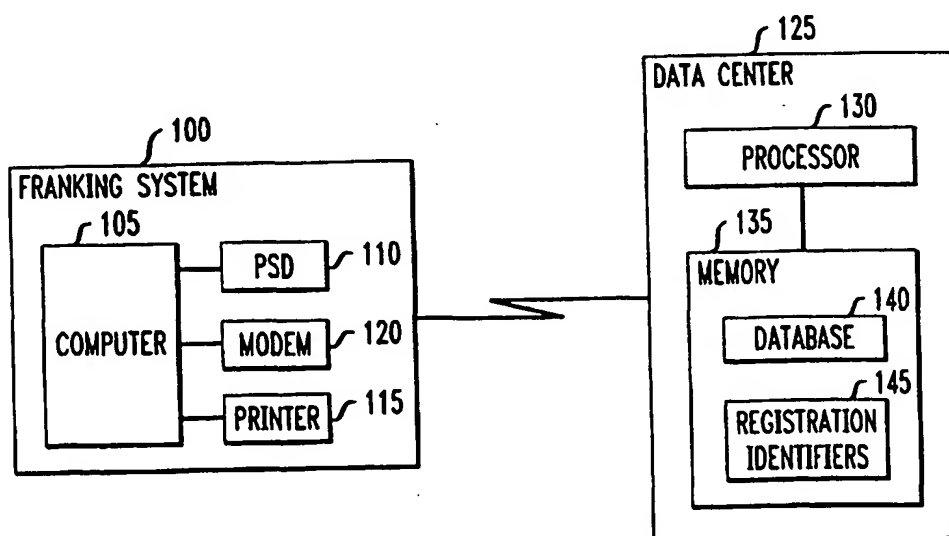 100
FRANKING SYSTEM
105
COMPUTER
PSD
110
MODEM
120
PRINTER
115
125
DATA CENTER
130
PROCESSOR
135
MEMORY
140
DATABASE
145
REGISTRATION
IDENTIFIERS